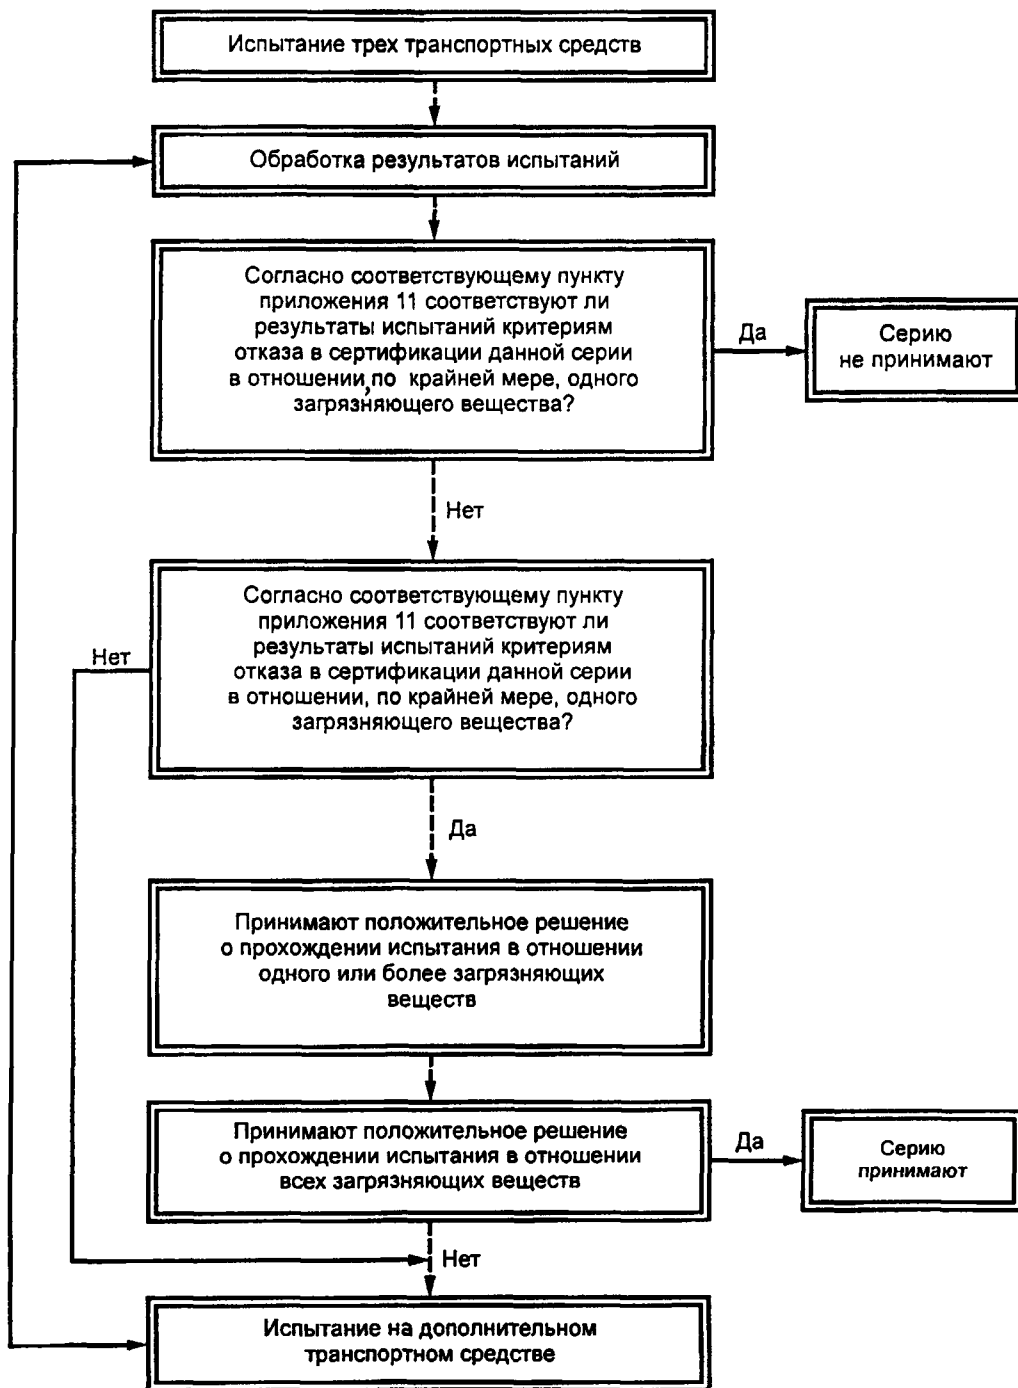 Испытание трех транспортных средств
Обработка результатов испытаний
Согласно соответствующему пункту
приложения 11 соответствуют ли
результаты испытаний критериям
отказа в сертификации данной серии
в отношении, по крайней мере, одного
загрязняющего вещества?
Да
Серию
не принимают
Нет
Согласно соответствующему пункту
приложения 11 соответствуют ли
результаты испытаний критериям
отказа в сертификации данной серии
в отношении, по крайней мере, одного
загрязняющего вещества?
Нет
Да
Принимают положительное решение
о прохождении испытания в отношении
одного или более загрязняющих
веществ
Принимают положительное решение
о прохождении испытания в отношении
всех загрязняющих веществ
Да
Серию
принимают
Нет
Испытание на дополнительном
транспортном средстве